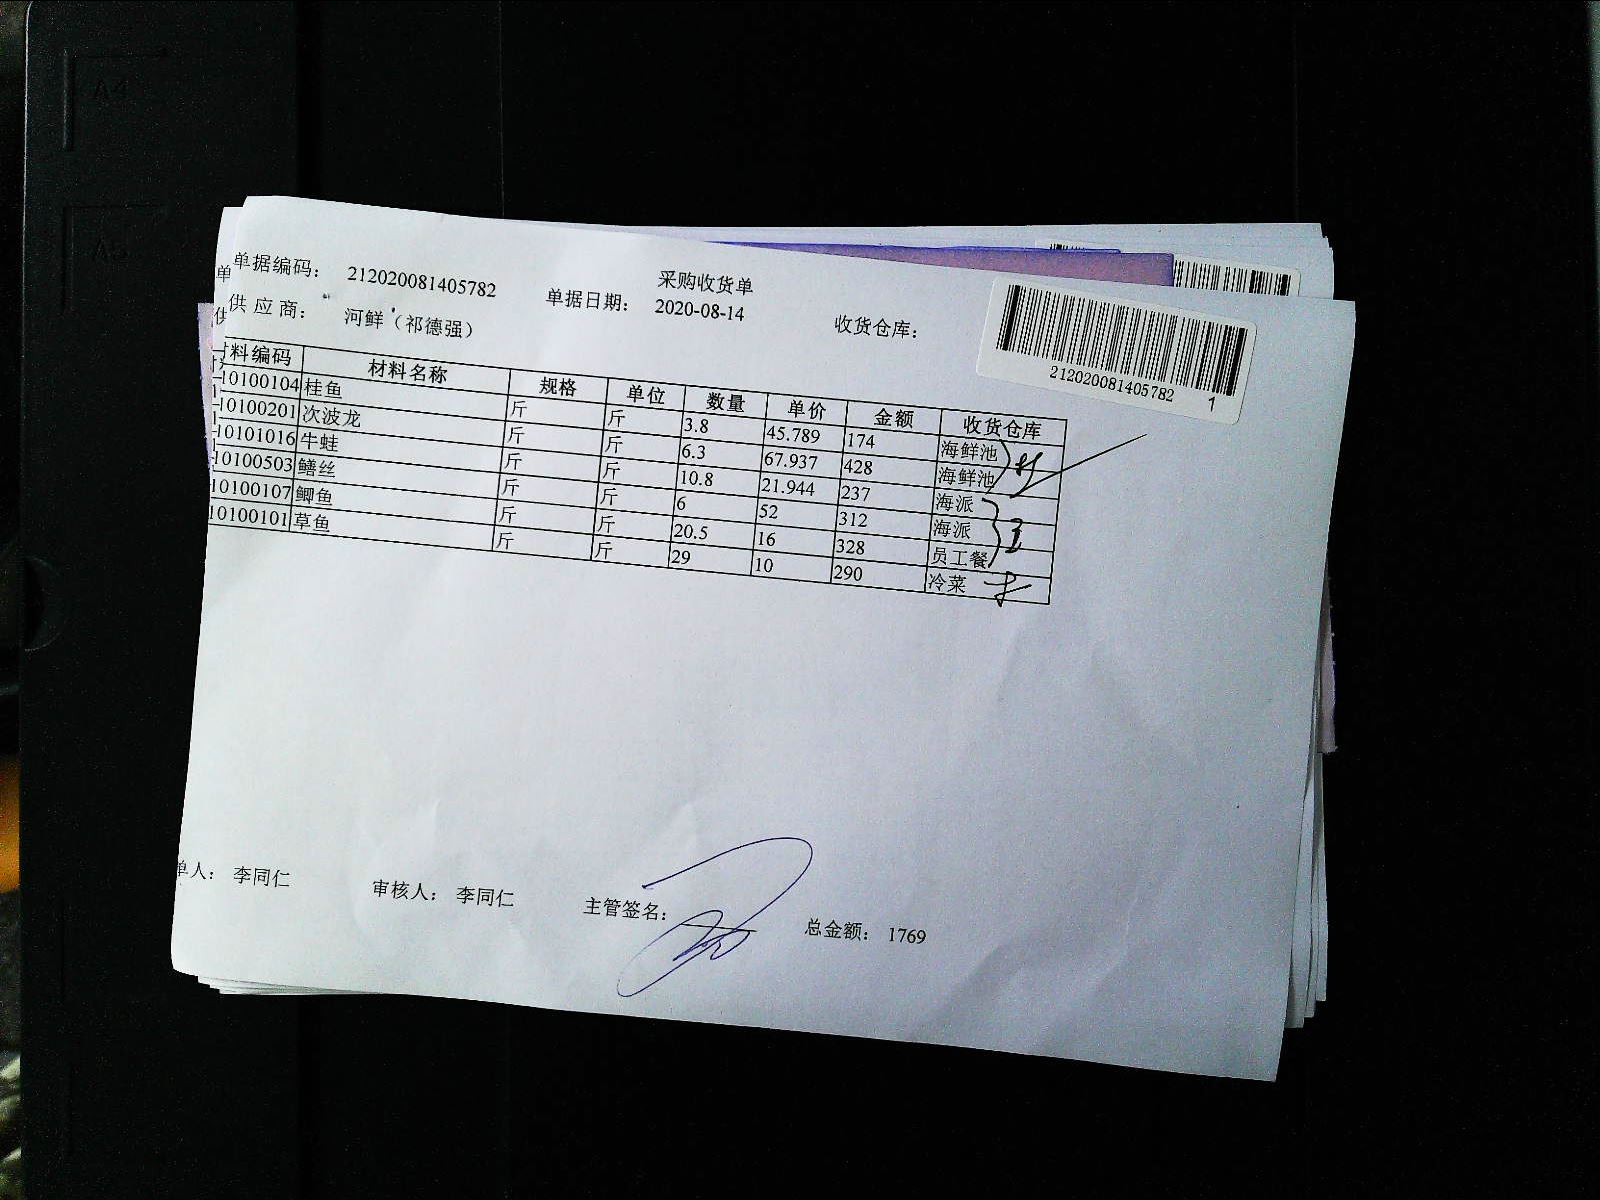 采购收货单
单据编码: 212020081405782 单据日期: 2020-08-14 收货仓库:
供应商: 河鲜（祁德强）
212020081405782 1
料编码 材料名称 规格 单位 数量 单价 金额 收货仓库
10100104 桂鱼 斤 斤 3.8 45.789 174 海鲜池
10100201 次波龙 斤 斤 6.3 67.937 428 海鲜池
10101016 牛蛙 斤 斤 10.8 21.944 237 海派
10100503 鳝丝 斤 斤 6 52 312 海派
10100107 鲫鱼 斤 斤 20.5 16 328 员工餐
10100101 草鱼 斤 斤 29 10 290 冷菜
单人: 李同仁 审核人: 李同仁 主管签名: 总金额: 1769
A4
A5